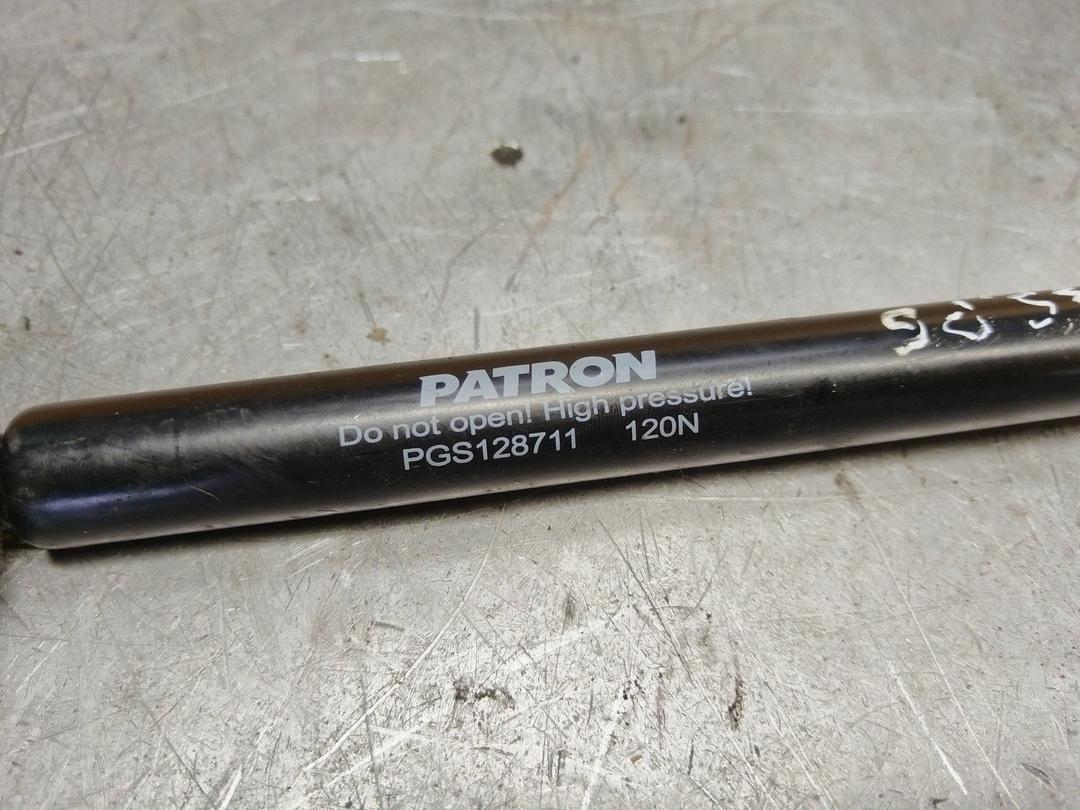 PATRON
Do not open! High pressure!
PGS128711 120N